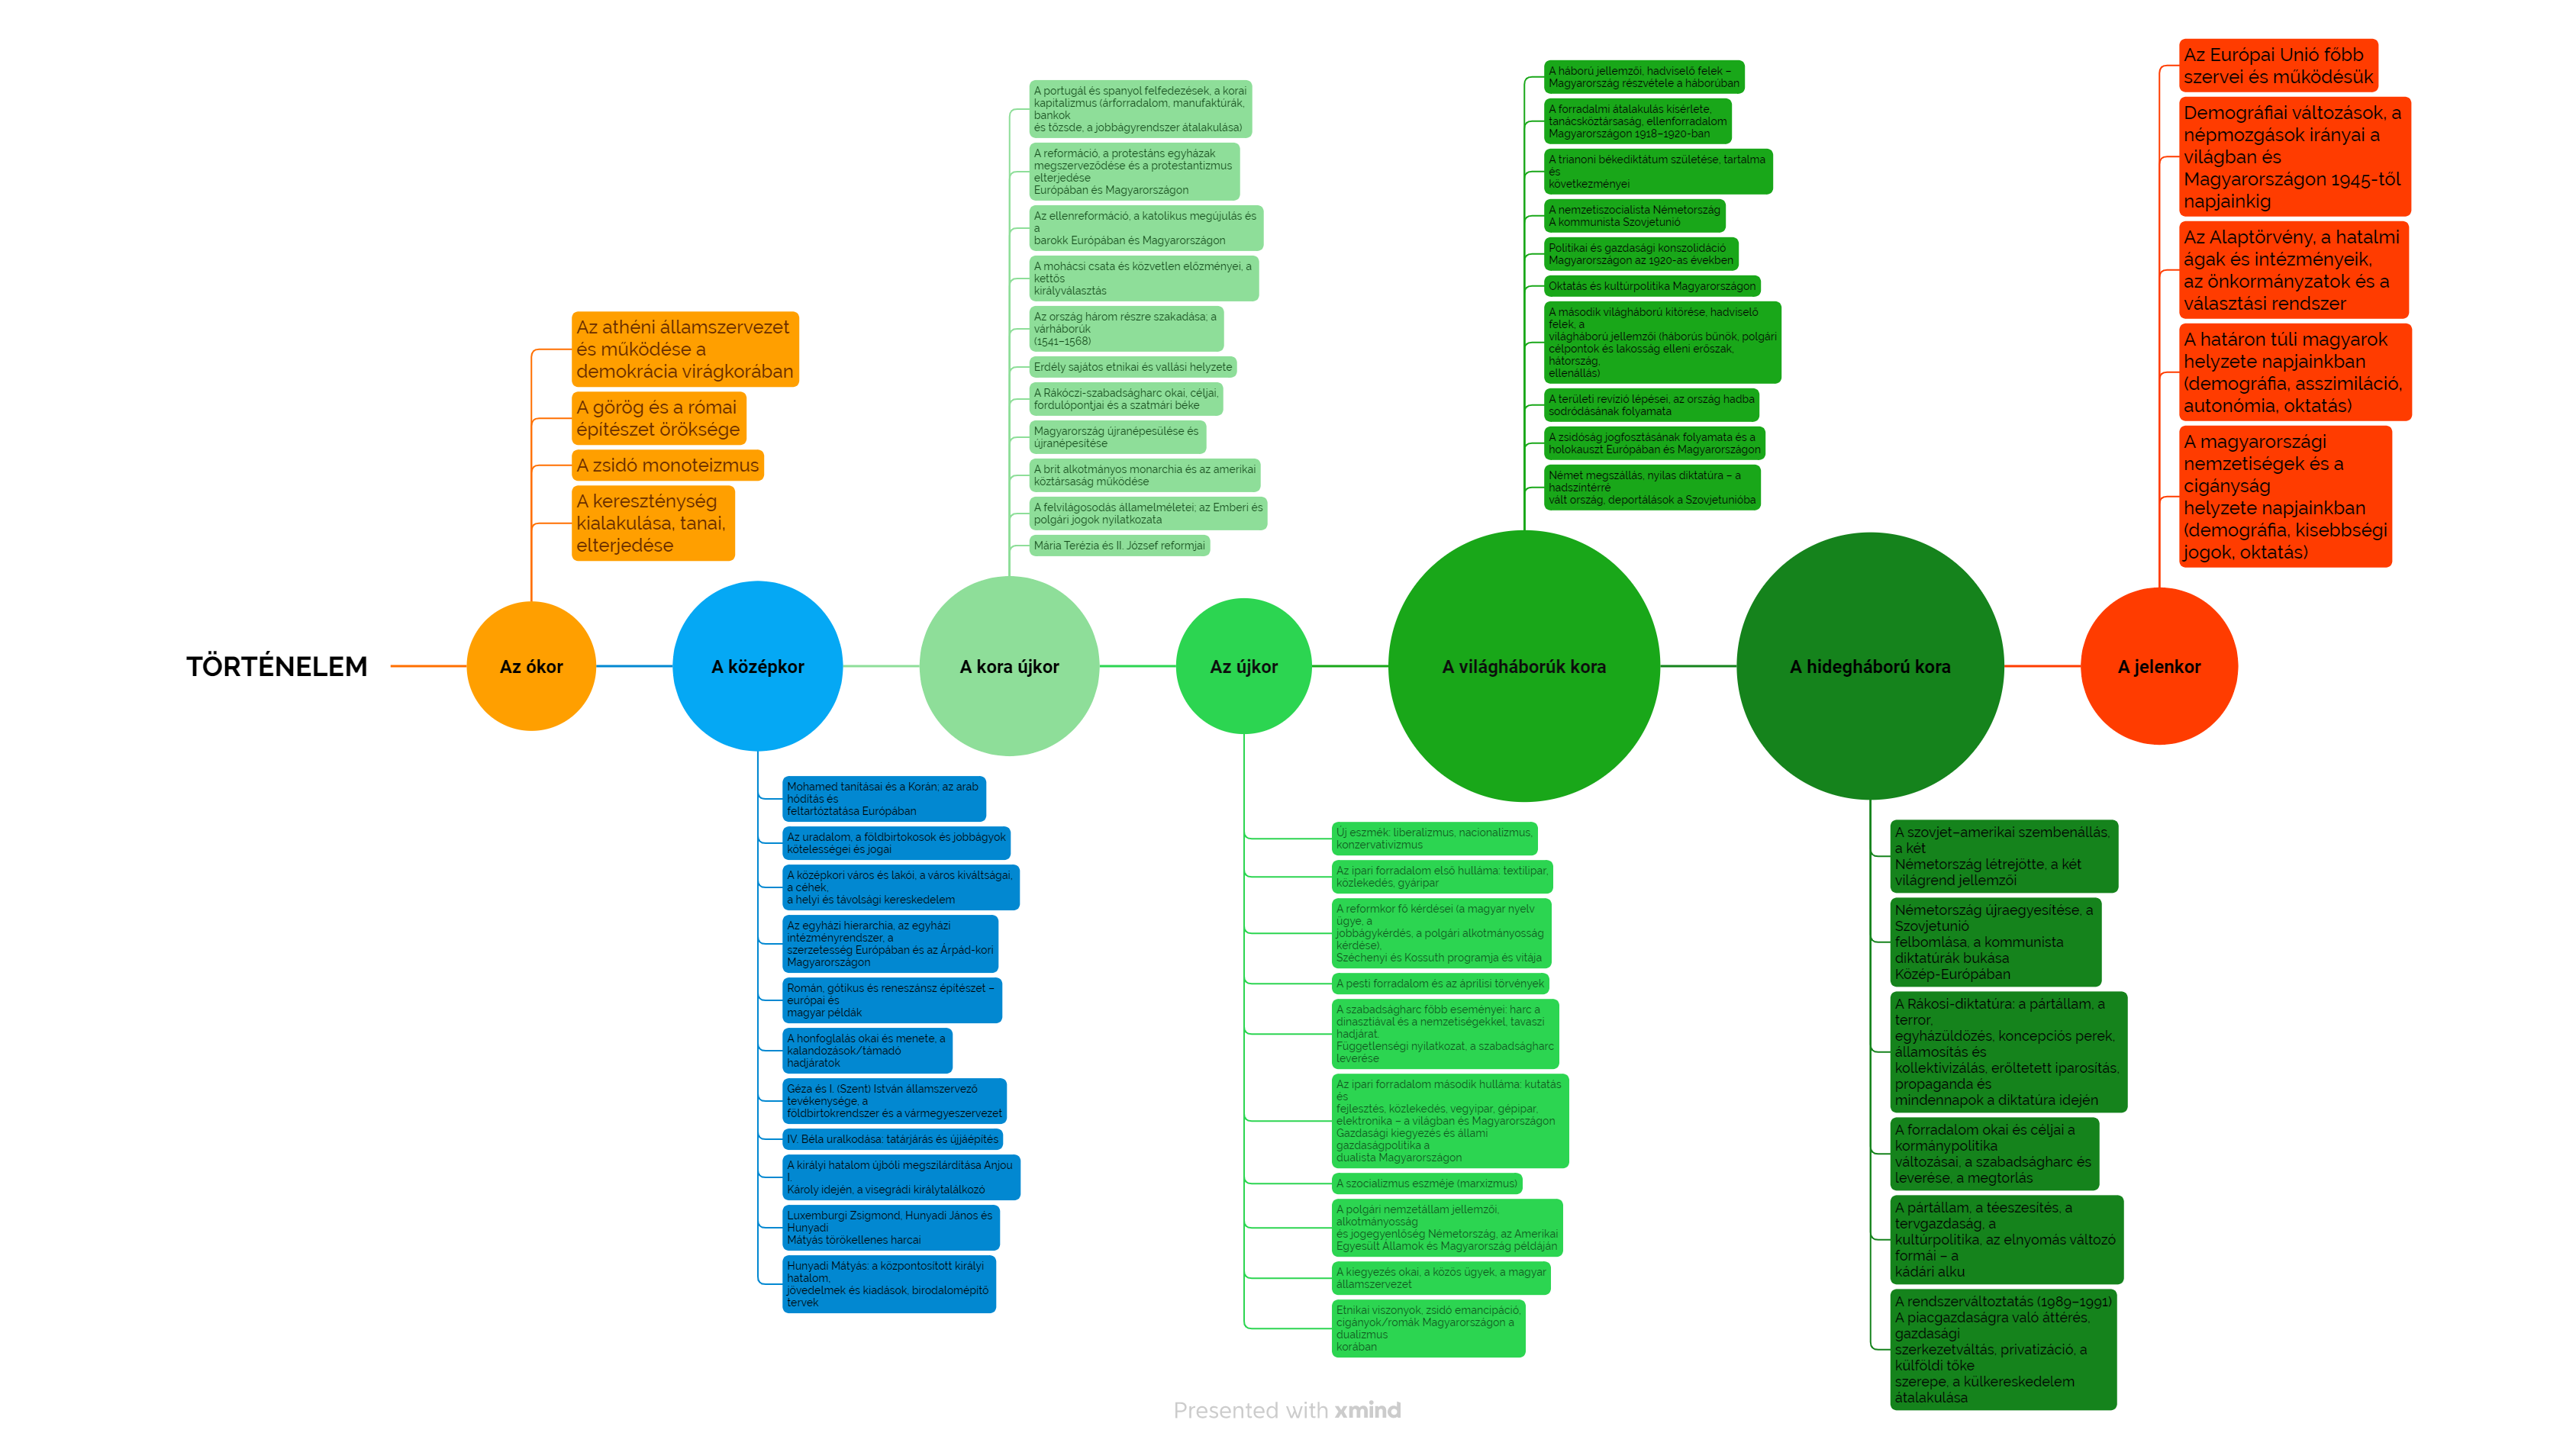 TÖRTÉNELEM
Az ókor
Az athéni államszervezet
és működése a
demokrácia virágkorában
A görög és a római
építészet öröksége
A zsidó monoteizmus
A kereszténység
kialakulása, tanai,
elterjedése
A középkor
Mohamed tanításai és a Korán; az arab
hódítás és
feltartóztatása Európában
Az uradalom, a földbirtokosok és jobbágyok
kötelességei és jogai
A középkori város és lakói, a város kiváltságai,
a céhek,
a helyi és távolsági kereskedelem
Az egyházi hierarchia, az egyházi
intézményrendszer, a
szerzetesség Európában és az Árpád-kori
Magyarországon
Román, gótikus és reneszánsz építészet –
európai és
magyar példák
A honfoglalás okai és menete, a
kalandozások/támadó
hadjáratok
Géza és I. (Szent) István államszervező
tevékenysége, a
földbirtokrendszer és a vármegyeszervezet
IV. Béla uralkodása: tatárjárás és újjáépítés
A királyi hatalom újbóli megszilárdítása Anjou
I.
Károly idején, a visegrádi királytalálkozó
Luxemburgi Zsigmond, Hunyadi János és
Hunyadi
Mátyás törökellenes harcai
Hunyadi Mátyás: a központosított királyi
hatalom,
jövedelmek és kiadások, birodalomépítő
tervek
A kora újkor
A portugál és spanyol felfedezések, a korai
kapitalizmus (árforradalom, manufaktúrák,
bankok
és tőzsde, a jobbágyrendszer átalakulása)
A reformáció, a protestáns egyházak
megszerveződése és a protestantizmus
elterjedése
Európában és Magyarországon
Az ellenreformáció, a katolikus megújulás és
a
barokk Európában és Magyarországon
A mohácsi csata és közvetlen előzményei, a
kettős
királyválasztás
Az ország három részre szakadása; a
várháborúk
(1541–1568)
Erdély sajátos etnikai és vallási helyzete
A Rákóczi-szabadságharc okai, céljai,
fordulópontjai és a szatmári béke
Magyarország újranépesülése és
újranépesítése
A brit alkotmányos monarchia és az amerikai
köztársaság működése
A felvilágosodás államelméletei; az Emberi és
polgári jogok nyilatkozata
Mária Terézia és II. József reformjai
Az újkor
Új eszmék: liberalizmus, nacionalizmus,
konzervativizmus
Az ipari forradalom első hulláma: textilipar,
közlekedés, gyáripar
A reformkor fő kérdései (a magyar nyelv
ügye, a
jobbágykérdés, a polgári alkotmányosság
kérdése),
Széchenyi és Kossuth programja és vitája
A pesti forradalom és az áprilisi törvények
A szabadságharc főbb eseményei: harc a
dinasztiával és a nemzetiségekkel, tavaszi
hadjárat.
Függetlenségi nyilatkozat, a szabadságharc
leverése
Az ipari forradalom második hulláma: kutatás
és
fejlesztés, közlekedés, vegyipar, gépipar,
elektronika – a világban és Magyarországon
Gazdasági kiegyezés és állami
gazdaságpolitika a
dualista Magyarországon
A szocializmus eszméje (marxizmus)
A polgári nemzetállam jellemzői,
alkotmányosság
és jogegyenlőség Németország, az Amerikai
Egyesült Államok és Magyarország példáján
A kiegyezés okai, a közös ügyek, a magyar
államszervezet
Etnikai viszonyok, zsidó emancipáció,
cigányok/romák Magyarországon a
dualizmus
korában
A világháborúk kora
A háború jellemzői, hadviselő felek –
Magyarország részvétele a háborúban
A forradalmi átalakulás kísérlete,
tanácsköztársaság, ellenforradalom
Magyarországon 1918–1920-ban
A trianoni békediktátum születése, tartalma
és
következményei
A nemzetiszocialista Németország
A kommunista Szovjetunió
Politikai és gazdasági konszolidáció
Magyarországon az 1920-as években
Oktatás és kultúrpolitika Magyarországon
A második világháború kitörése, hadviselő
felek, a
világháború jellemzői (háborús bűnök, polgári
célpontok és lakosság elleni erőszak,
hátország,
ellenállás)
A területi revízió lépései, az ország hadba
sodródásának folyamata
A zsidóság jogfosztásának folyamata és a
holokauszt Európában és Magyarországon
Német megszállás, nyilas diktatúra – a
hadszíntérré
vált ország, deportálások a Szovjetunióba
A hidegháború kora
A szovjet–amerikai szembenállás,
a két
Németország létrejötte, a két
világrend jellemzői
Németország újraegyesítése, a
Szovjetunió
felbomlása, a kommunista
diktatúrák bukása
Közép-Európában
A Rákosi-diktatúra: a pártállam, a
terror,
egyházüldözés, koncepciós perek,
államosítás és
kollektivizálás, erőltetett iparosítás,
propaganda és
mindennapok a diktatúra idején
A forradalom okai és céljai a
kormánypolitika
változásai, a szabadságharc és
leverése, a megtorlás
A pártállam, a téeszesítés, a
tervgazdaság, a
kultúrpolitika, az elnyomás változó
formái – a
kádári alku
A rendszerváltoztatás (1989–1991)
A piacgazdaságra való áttérés,
gazdasági
szerkezetváltás, privatizáció, a
külföldi tőke
szerepe, a külkereskedelem
átalakulása
A jelenkor
Az Európai Unió főbb
szervei és működésük
Demográfiai változások, a
népmozgások irányai a
világban és
Magyarországon 1945-től
napjainkig
Az Alaptörvény, a hatalmi
ágak és intézményeik,
az önkormányzatok és a
választási rendszer
A határon túli magyarok
helyzete napjainkban
(demográfia, asszimiláció,
autonómia, oktatás)
A magyarországi
nemzetiségek és a
cigányság
helyzete napjainkban
(demográfia, kisebbségi
jogok, oktatás)
Presented with xmind